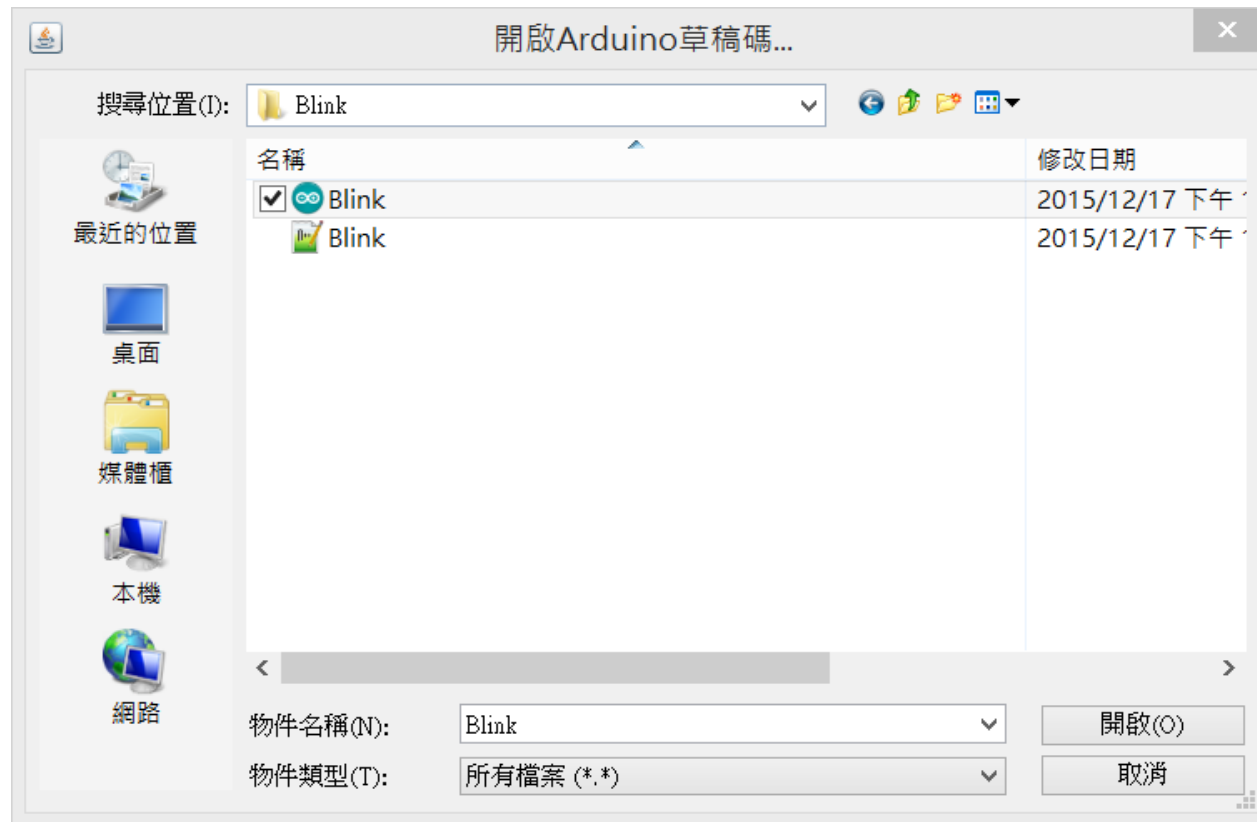 開啟Arduino草稿碼...
搜尋位置(I):
Blink
名稱
修改日期
Blink
2015/12/17 下午
Blink
2015/12/17 下午
最近的位置
桌面
媒體櫃
本機
網路
物件名稱(N):
Blink
開啟(O)
物件類型(T):
所有檔案 (*.*)
取消